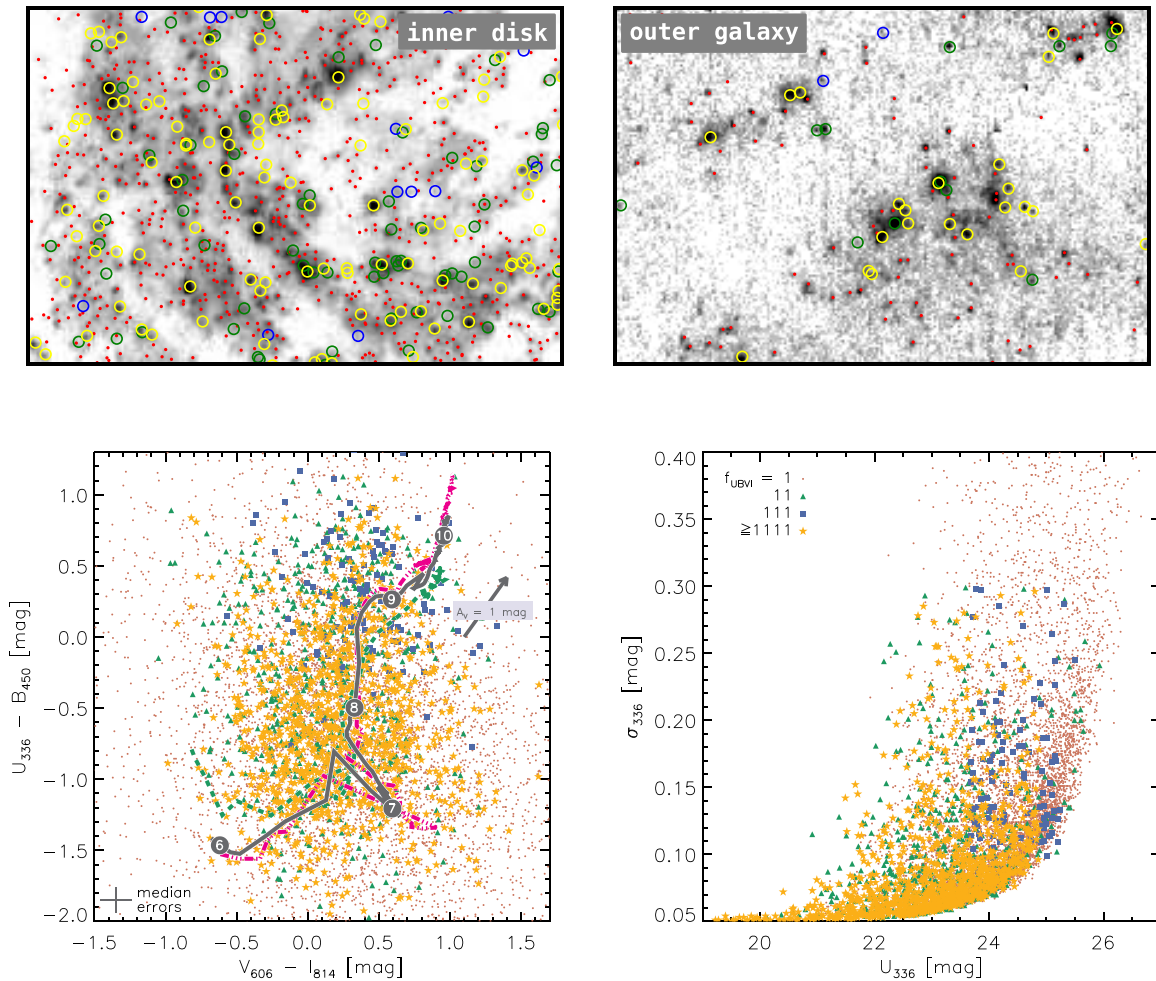 inner disk
outer galaxy
1.0
0.5
0.0
−0.5
−1.0
−1.5
−2.0
U336 − B450 [mag]
10
9
Av = 1 mag
8
7
6
median
errors
−1.5 −1.0 −0.5 0.0 0.5 1.0 1.5
V606 − I814 [mag]
0.40
0.35
0.30
0.25
0.20
0.15
0.10
0.05
σ336 [mag]
fUBVI = 1
11
111
≧1111
20 22 24 26
U336 [mag]